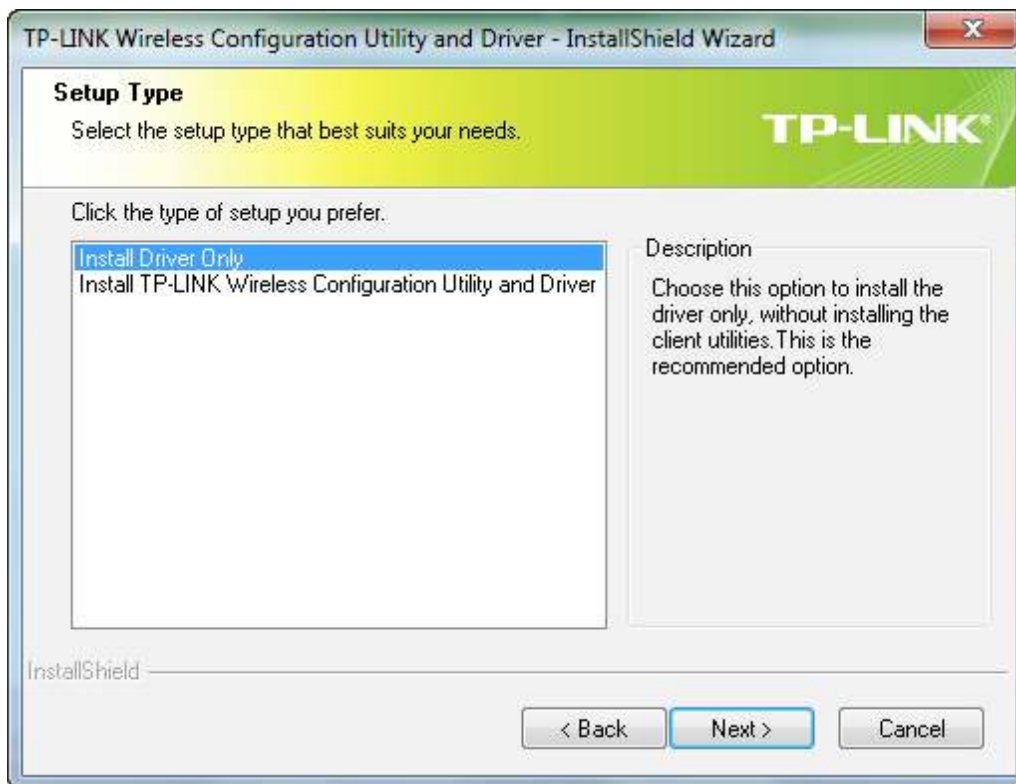 TP-LINK Wireless Configuration Utility and Driver - InstallShield Wizard
x
Setup Type
Select the setup type that best suits your needs.
TP-LINK®
Click the type of setup you prefer.
Install Driver Only
Install TP-LINK Wireless Configuration Utility and Driver
Description
Choose this option to install the
driver only, without installing the
client utilities.This is the
recommended option.
InstallShield
< Back
Next >
Cancel